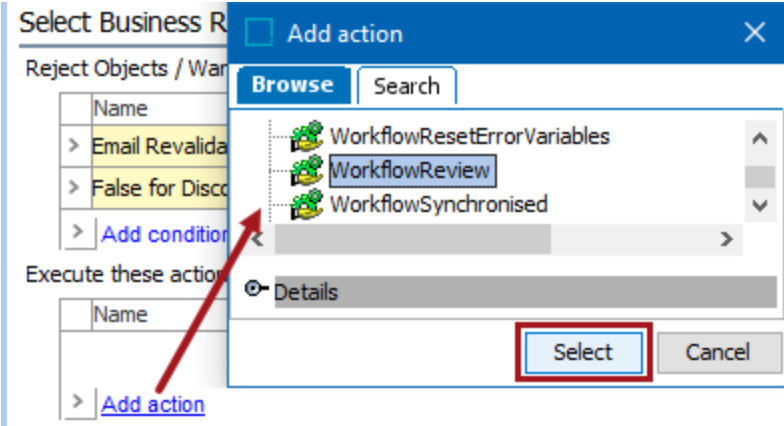 Select Business R
Reject Objects / War
Name
Email Revalida
False for Disco
Add condition
Execute these action
Name
Add action
Add action
Browse
Search
WorkflowResetErrorVariables
WorkflowReview
WorkflowSynchronised
Details
Select
Cancel